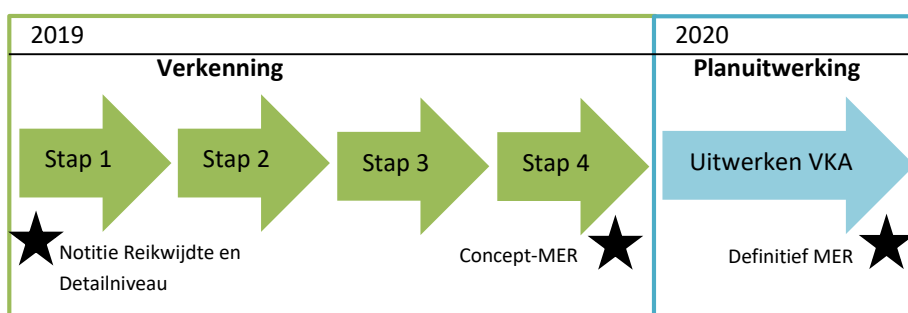 2019
2020
Verkenning
Planuitwerking
Stap 1
Stap 2
Stap 3
Stap 4
Uitwerken VKA
Notitie Reikwijdte en
Detailniveau
Concept-MER
Definitief MER